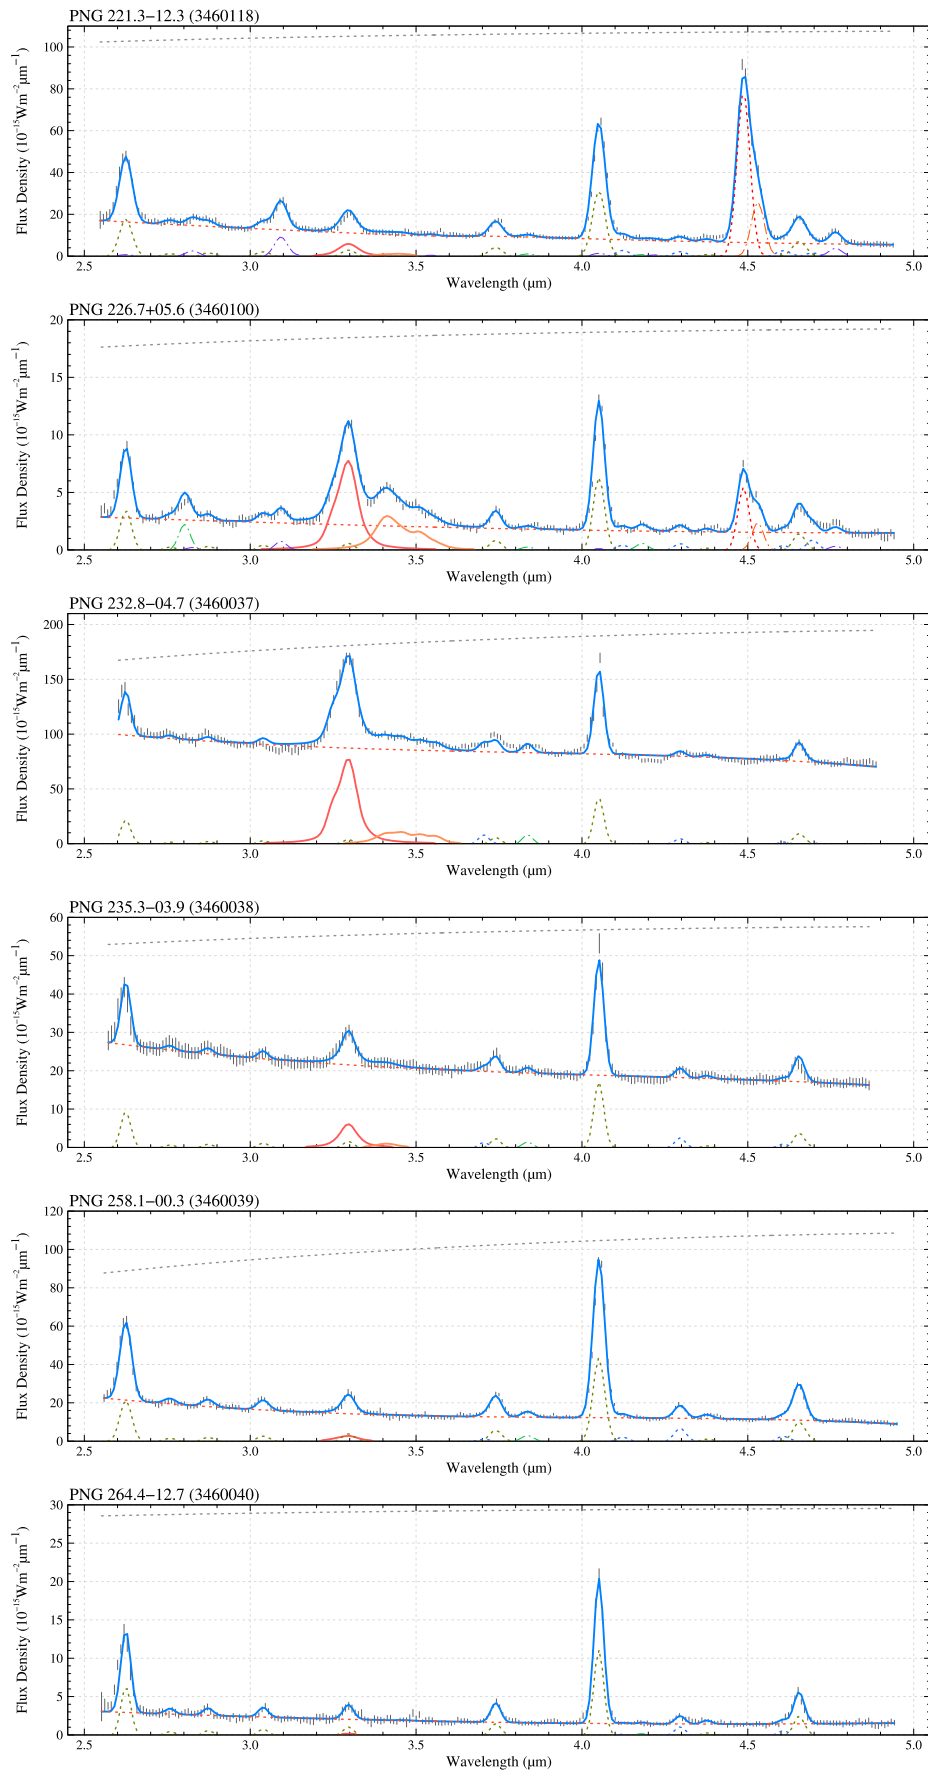 PNG 221.3−12.3 (3460118)
Flux Density (10⁻¹⁵Wm⁻²μm⁻¹)
100
80
60
40
20
0
2.5 3.0 3.5 4.0 4.5 5.0
Wavelength (μm)
PNG 226.7+05.6 (3460100)
Flux Density (10⁻¹⁵Wm⁻²μm⁻¹)
20
15
10
5
0
2.5 3.0 3.5 4.0 4.5 5.0
Wavelength (μm)
PNG 232.8−04.7 (3460037)
Flux Density (10⁻¹⁵Wm⁻²μm⁻¹)
200
150
100
50
0
2.5 3.0 3.5 4.0 4.5 5.0
Wavelength (μm)
PNG 235.3−03.9 (3460038)
Flux Density (10⁻¹⁵Wm⁻²μm⁻¹)
60
50
40
30
20
10
0
2.5 3.0 3.5 4.0 4.5 5.0
Wavelength (μm)
PNG 258.1−00.3 (3460039)
Flux Density (10⁻¹⁵Wm⁻²μm⁻¹)
120
100
80
60
40
20
0
2.5 3.0 3.5 4.0 4.5 5.0
Wavelength (μm)
PNG 264.4−12.7 (3460040)
Flux Density (10⁻¹⁵Wm⁻²μm⁻¹)
30
25
20
15
10
5
0
2.5 3.0 3.5 4.0 4.5 5.0
Wavelength (μm)